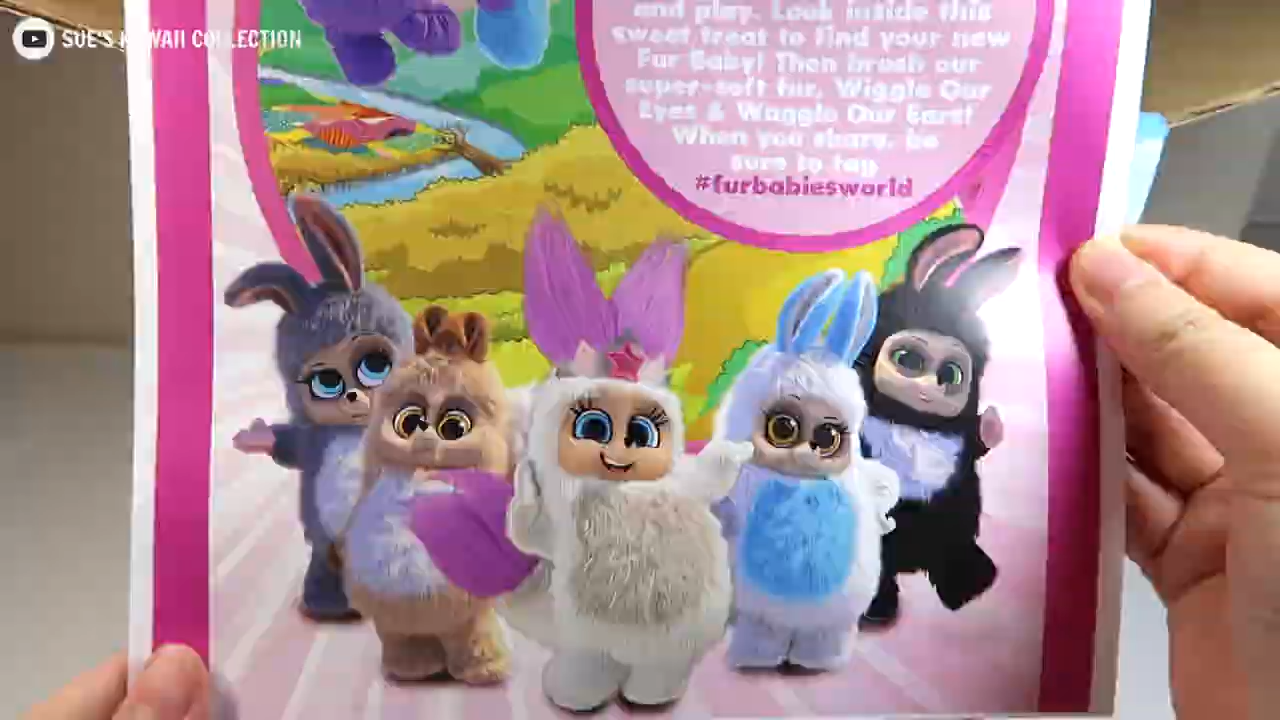 SUE'S KAWAII COLLECTION
and play. Look inside this
sweet treat to find your new
Fur Baby! Then brush our
super-soft fur, Wiggle Our
Eyes & Waggle Our Ears!
When you share, be
sure to tag
#furbabiesworld